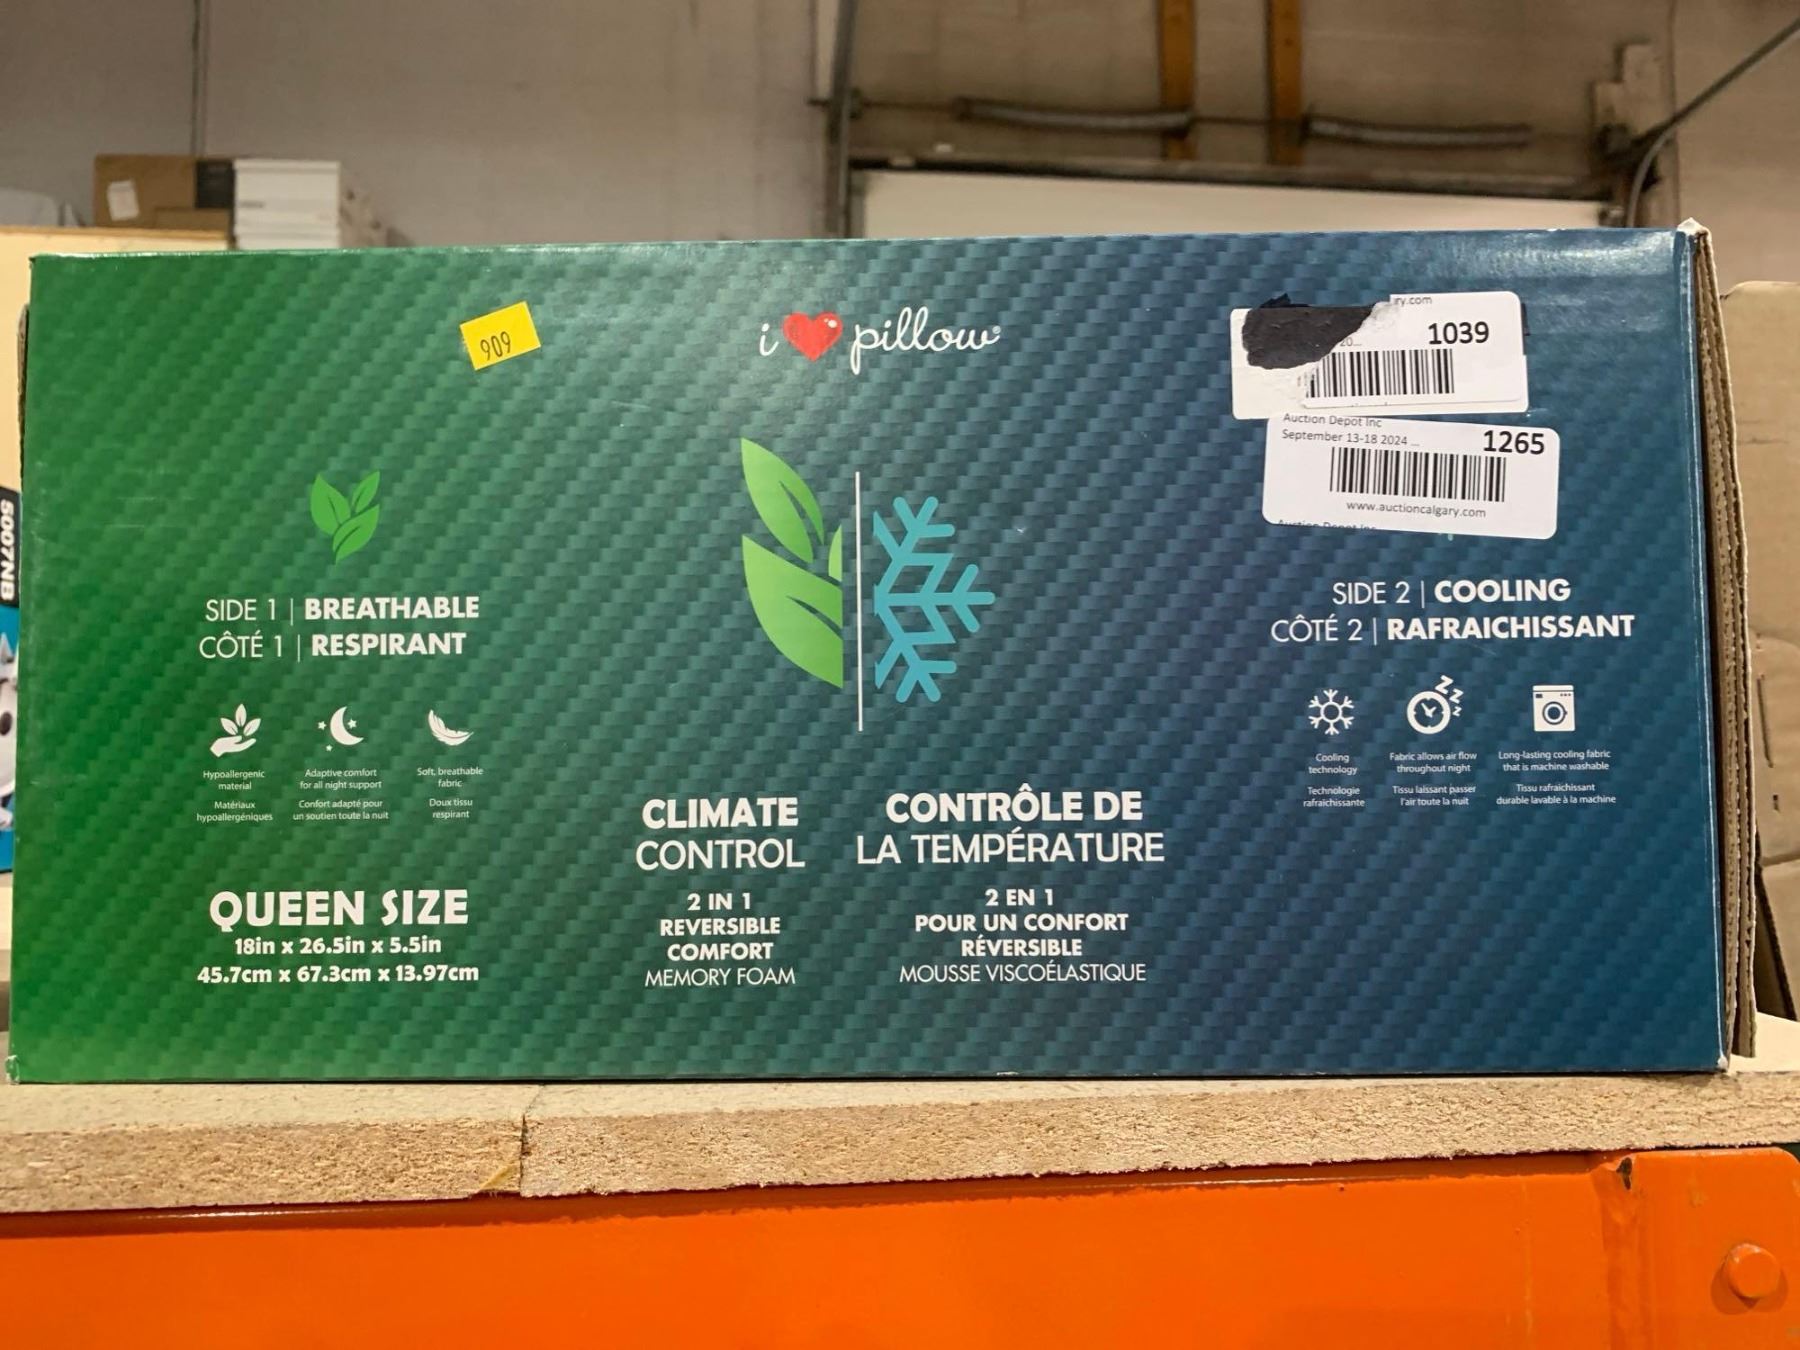 909
i pillow
ry.com
20...
1039
Auction Depot Inc
September 13-18 2024 ...
1265
www.auctioncalgary.com
Auction Depot Inc
5007NB
SIDE 1 | BREATHABLE
CÔTÉ 1 | RESPIRANT
Hypoallergenic
material
Matériaux
hypoallergéniques
Adaptive comfort
for all night support
Confort adapté pour
un soutien toute la nuit
Soft, breathable
fabric
Doux tissu
respirant
QUEEN SIZE
18in x 26.5in x 5.5in
45.7cm x 67.3cm x 13.97cm
CLIMATE
CONTROL
2 IN 1
REVERSIBLE
COMFORT
MEMORY FOAM
CONTRÔLE DE
LA TEMPÉRATURE
2 EN 1
POUR UN CONFORT
RÉVERSIBLE
MOUSSE VISCOÉLASTIQUE
SIDE 2 | COOLING
CÔTÉ 2 | RAFRAICHISSANT
Cooling
technology
Technologie
rafraichissante
Fabric allows air flow
throughout night
Tissu laissant passer
l'air toute la nuit
Long-lasting cooling fabric
that is machine washable
Tissu rafraichissant
durable lavable à la machine